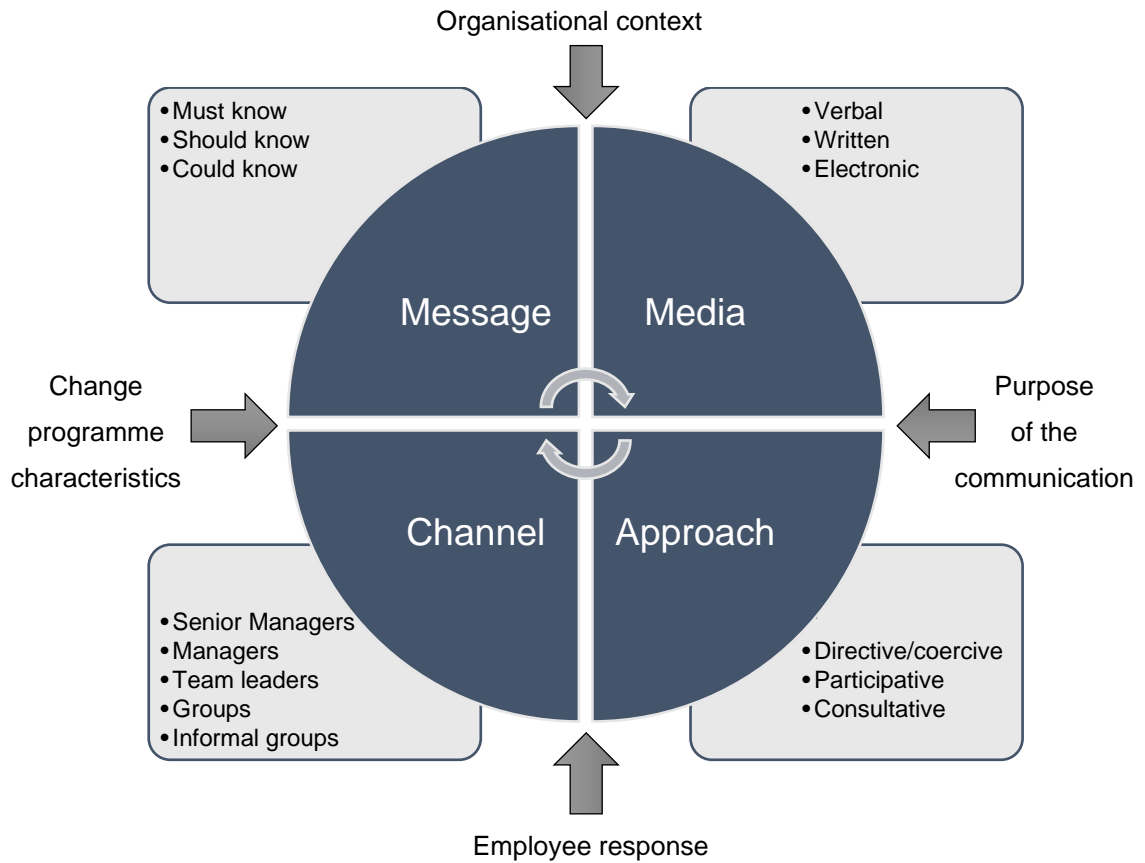 Organisational context
•Must know
•Should know
•Could know
•Verbal
•Written
•Electronic
Message
Media
Change
programme
characteristics
Purpose
of the
communication
Channel
Approach
•Senior Managers
•Managers
•Team leaders
•Groups
•Informal groups
•Directive/coercive
•Participative
•Consultative
Employee response